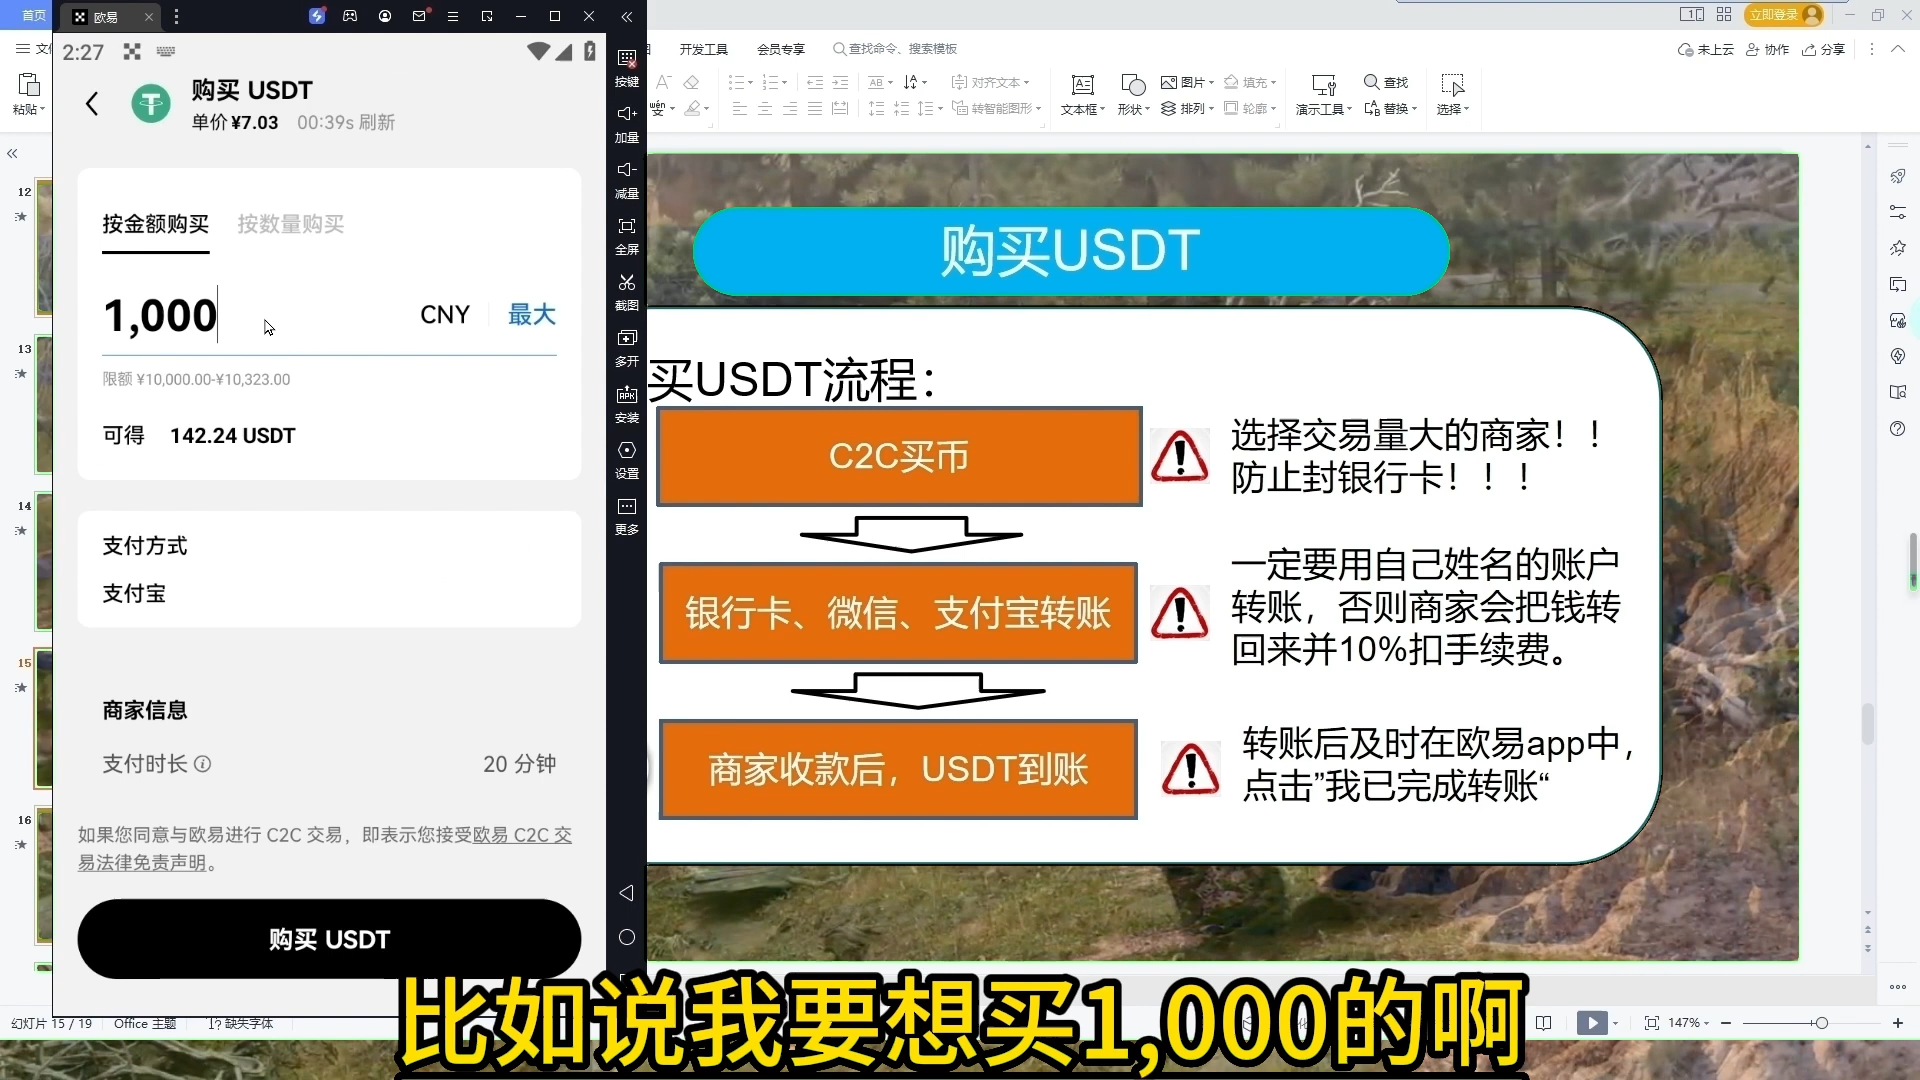 首页
欧易
2:27
购买 USDT
单价 ¥7.03 00:39s 刷新
按金额购买 按数量购买
1,000 CNY 最大
限额 ¥10,000.00-¥10,323.00
可得 142.24 USDT
支付方式
支付宝
商家信息
支付时长 20 分钟
如果您同意与欧易进行 C2C 交易，即表示您接受欧易 C2C 交
易法律免责声明。
购买 USDT
按键
加量
减量
全屏
截图
多开
安装
设置
更多
粘贴
开发工具 会员专享 查找命令、搜索模板
立即登录
未上云 协作 分享
对齐文本
转智能图形
文本框 形状
图片 填充
排列 轮廓
演示工具
查找
替换
选择
12
13
14
15
16
购买USDT
买USDT流程：
C2C买币
选择交易量大的商家！！
防止封银行卡！！！
银行卡、微信、支付宝转账
一定要用自己姓名的账户
转账，否则商家会把钱转
回来并10%扣手续费。
商家收款后，USDT到账
转账后及时在欧易app中，
点击”我已完成转账“
幻灯片 15 / 19 Office 主题 缺失字体
147%
比如说我要想买1,000的啊